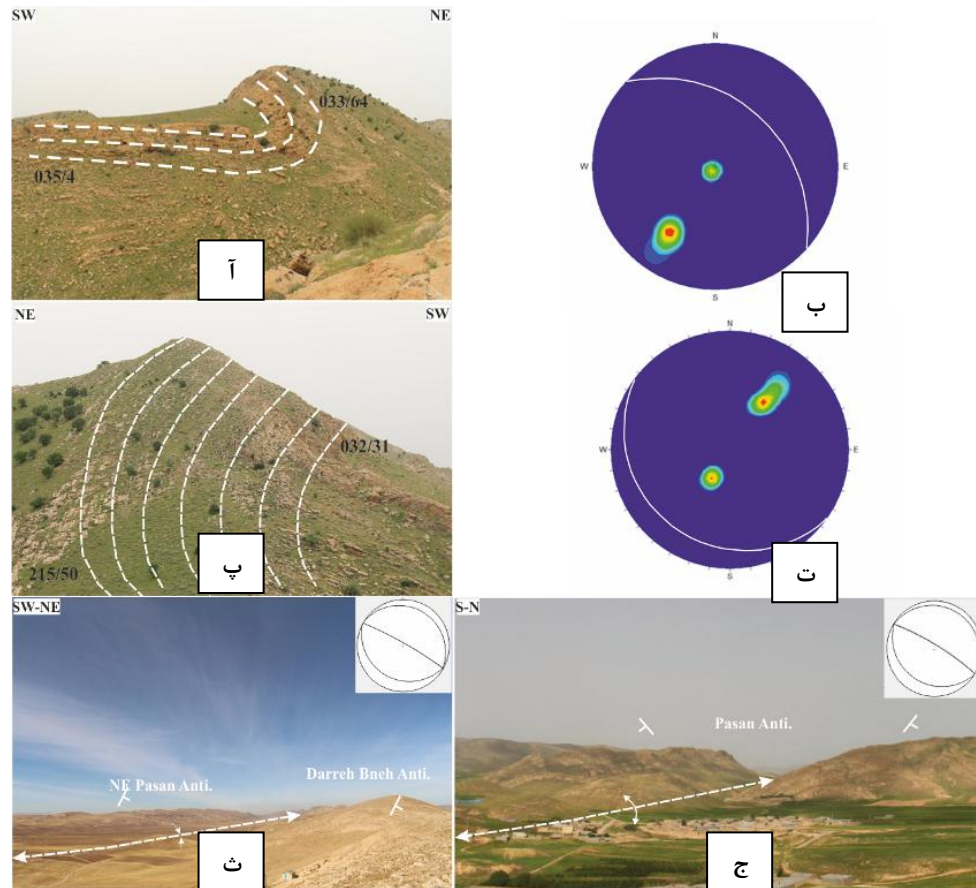 SW
NE
033/64
035/4
آ
N
W
E
S
ب
NE
SW
032/31
215/50
پ
N
W
E
S
ت
SW-NE
NE Pasan Anti.
Darreh Bneh Anti.
ث
S-N
Pasan Anti.
ج